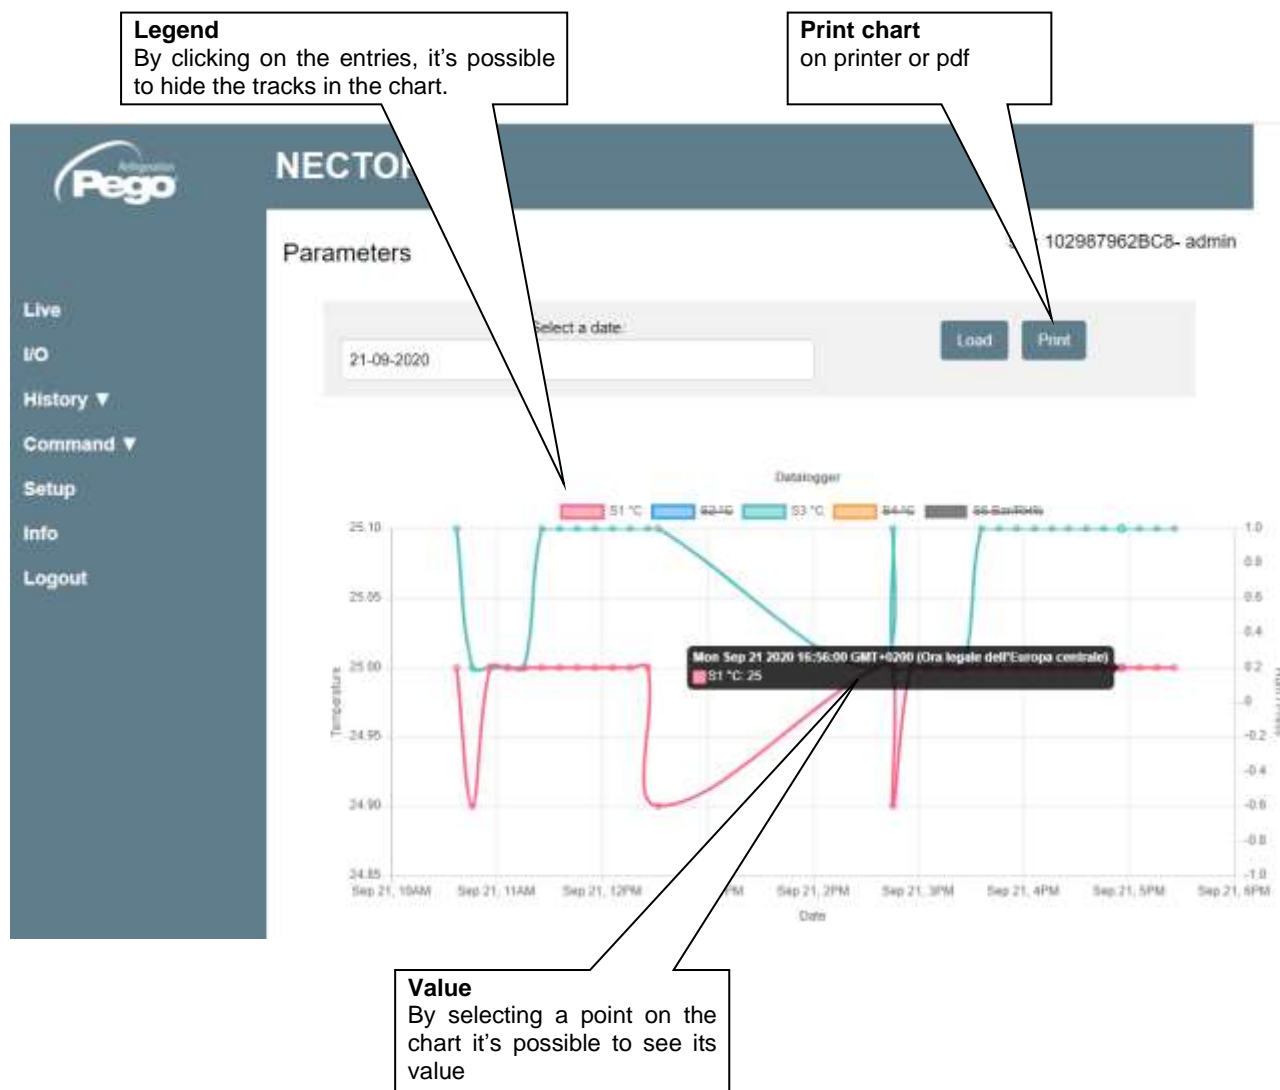 Legend
By clicking on the entries, it's possible
to hide the tracks in the chart.
Print chart
on printer or pdf
Pego
NECTOR
Parameters
102987962BC8- admin
Live
I/O
History ▼
Command ▼
Setup
Info
Logout
Select a date:
21-09-2020
Load
Print
Datalogger
S1 °C
S2 °C
S3 °C
S4 °C
S5 Bar/RH%
25.10
25.05
25.00
24.95
24.90
24.85
Temperature
1.0
0.8
0.6
0.4
0.2
0
-0.2
-0.4
-0.6
-0.8
-1.0
Mon Sep 21 2020 16:56:00 GMT+0200 (Ora legale dell'Europa centrale)
S1 °C: 25
Sep 21, 10AM
Sep 21, 11AM
Sep 21, 12PM
PM
Sep 21, 2PM
Sep 21, 3PM
Sep 21, 4PM
Sep 21, 5PM
Sep 21, 6PM
Date
Value
By selecting a point on the
chart it's possible to see its
value